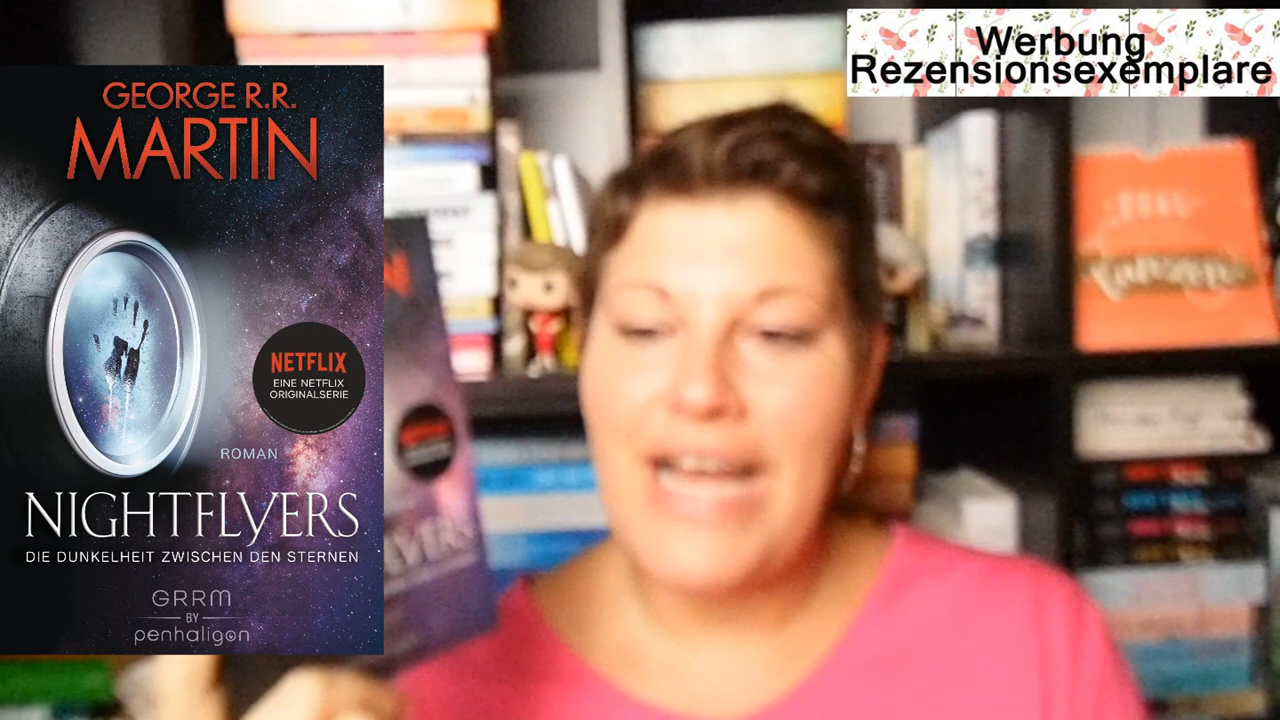 Werbung
Rezensionsexemplare
GEORGE R.R.
MARTIN
NETFLIX
EINE NETFLIX
ORIGINALSERIE
ROMAN
NIGHTFLYERS
DIE DUNKELHEIT ZWISCHEN DEN STERNEN
GRRM
BY
penhaligon